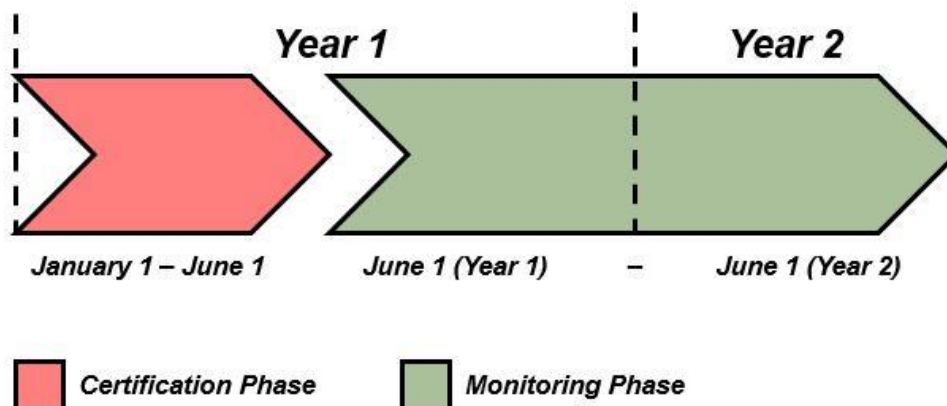 Year 1 Year 2
January 1 – June 1 June 1 (Year 1) – June 1 (Year 2)
Certification Phase Monitoring Phase